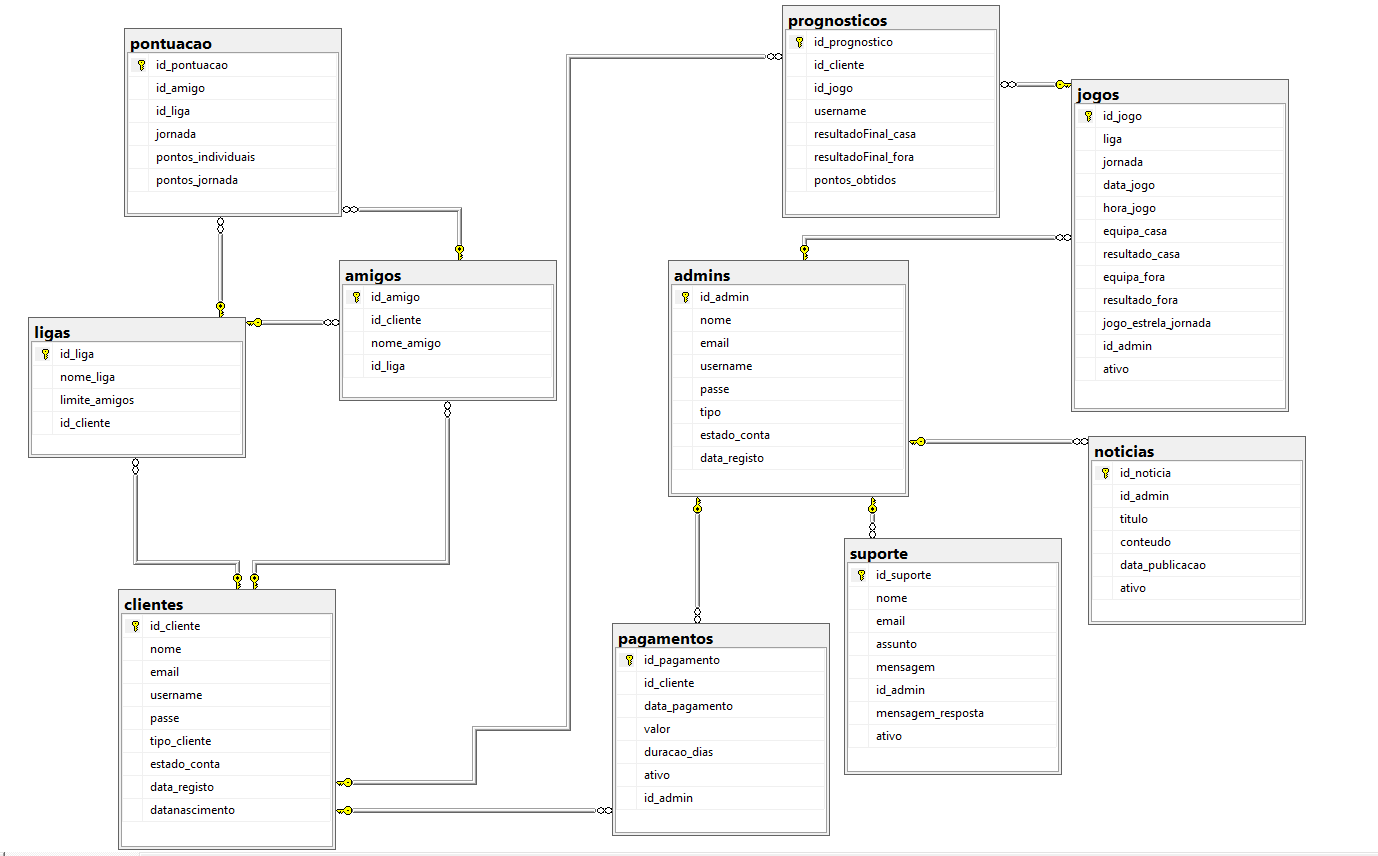 pontuacao
id_pontuacao
id_amigo
id_liga
jornada
pontos_individuais
pontos_jornada
prognosticos
id_prognostico
id_cliente
id_jogo
username
resultadoFinal_casa
resultadoFinal_fora
pontos_obtidos
jogos
id_jogo
liga
jornada
data_jogo
hora_jogo
equipa_casa
resultado_casa
equipa_fora
resultado_fora
jogo_estrela_jornada
id_admin
ativo
amigos
id_amigo
id_cliente
nome_amigo
id_liga
admins
id_admin
nome
email
username
passe
tipo
estado_conta
data_registo
ligas
id_liga
nome_liga
limite_amigos
id_cliente
noticias
id_noticia
id_admin
titulo
conteudo
data_publicacao
ativo
suporte
id_suporte
nome
email
assunto
mensagem
id_admin
mensagem_resposta
ativo
clientes
id_cliente
nome
email
username
passe
tipo_cliente
estado_conta
data_registo
datanascimento
pagamentos
id_pagamento
id_cliente
data_pagamento
valor
duracao_dias
ativo
id_admin